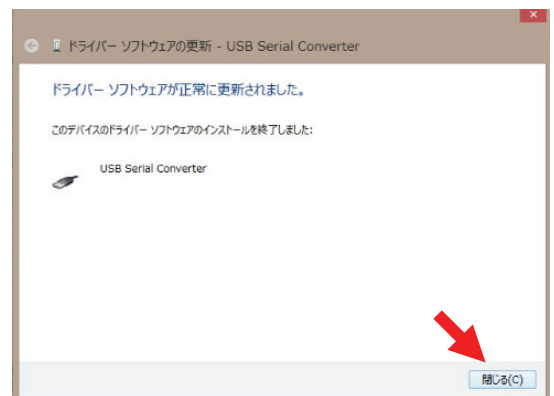 ドライバー ソフトウェアの更新 - USB Serial Converter
ドライバー ソフトウェアが正常に更新されました。
このデバイスのドライバー ソフトウェアのインストールを終了しました:
USB Serial Converter
閉じる(C)